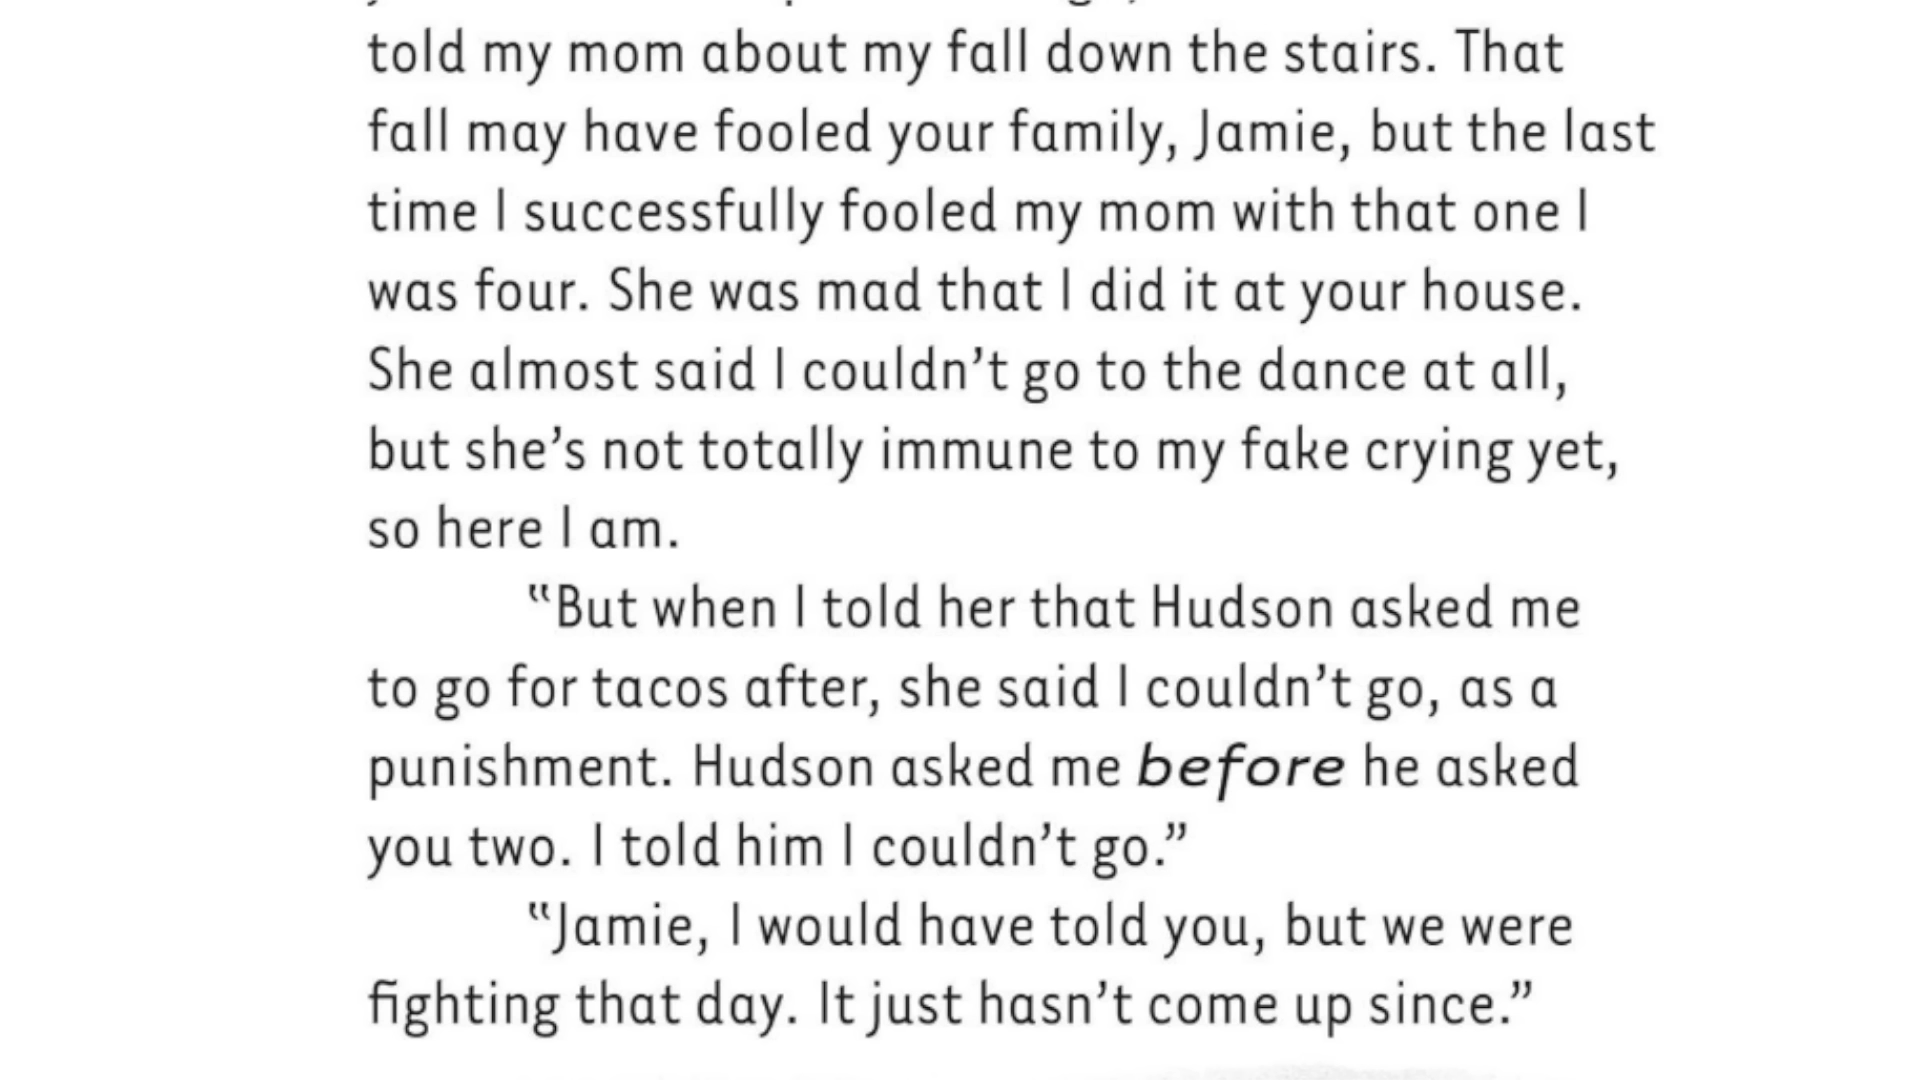 told my mom about my fall down the stairs. That
fall may have fooled your family, Jamie, but the last
time I successfully fooled my mom with that one I
was four. She was mad that I did it at your house.
She almost said I couldn’t go to the dance at all,
but she’s not totally immune to my fake crying yet,
so here I am.
“But when I told her that Hudson asked me
to go for tacos after, she said I couldn’t go, as a
punishment. Hudson asked me before he asked
you two. I told him I couldn’t go.”
“Jamie, I would have told you, but we were
fighting that day. It just hasn’t come up since.”